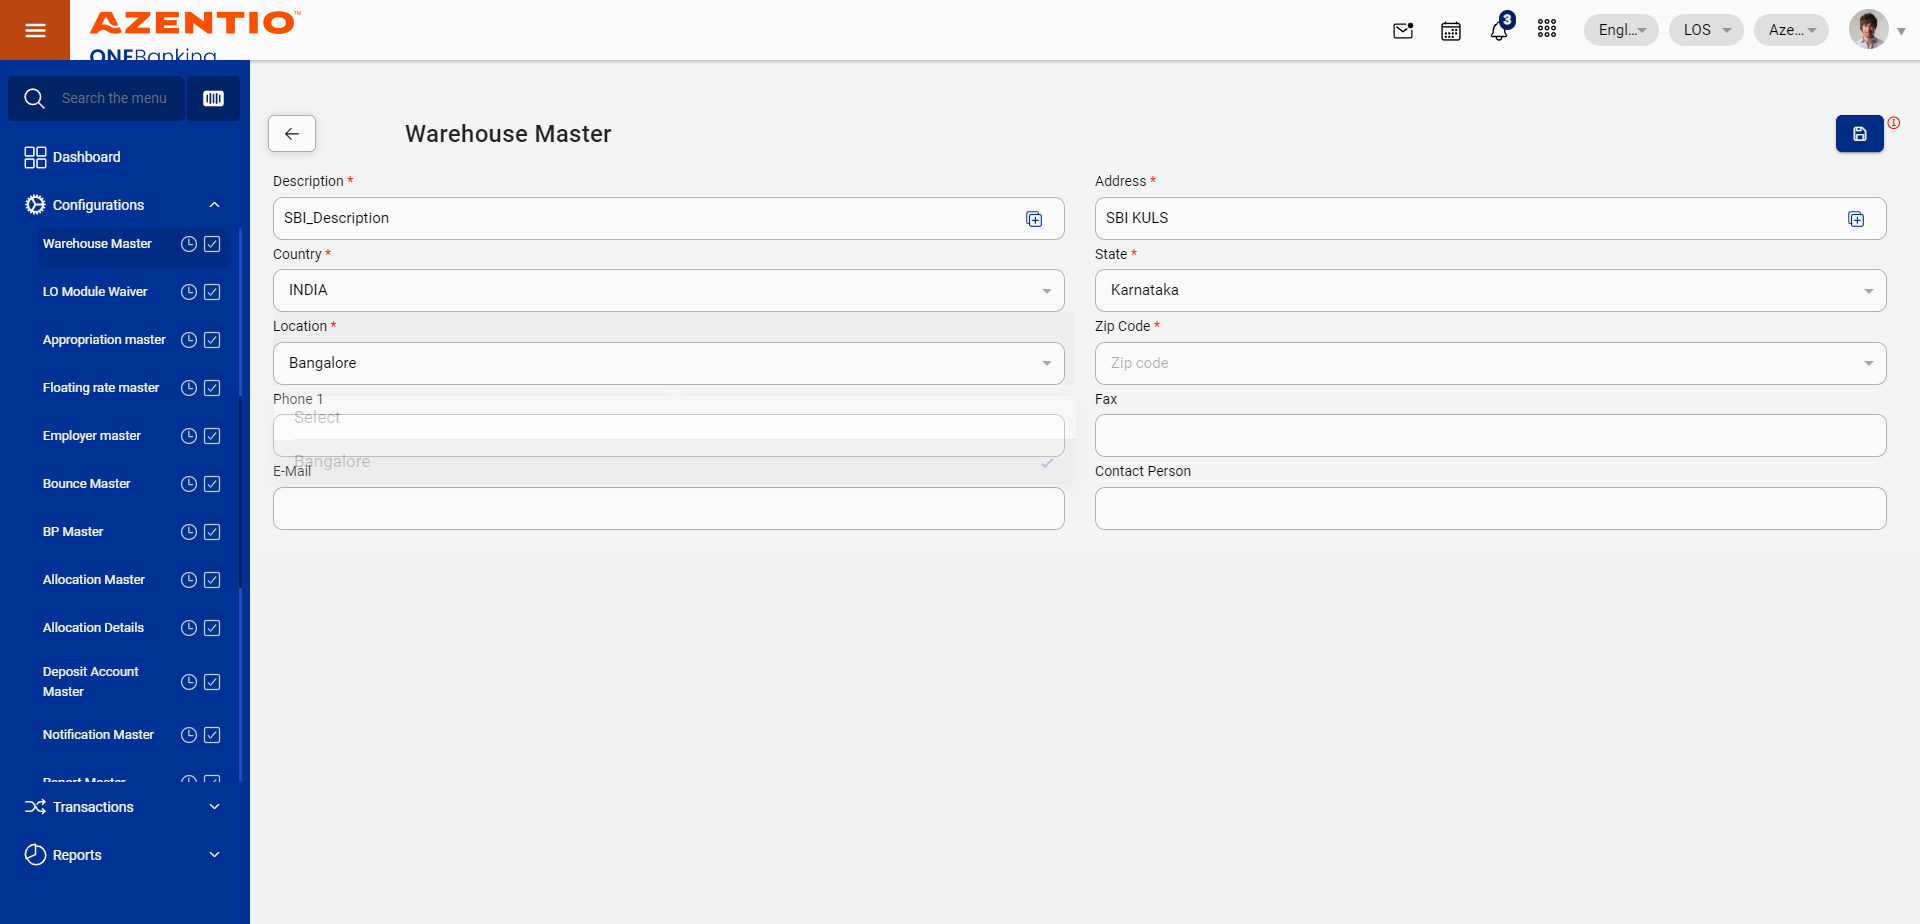 AZENTIO™
ONEBanking
3
Engl...
LOS
Aze...
Search the menu
Dashboard
Configurations
Warehouse Master
LO Module Waiver
Appropriation master
Floating rate master
Employer master
Bounce Master
BP Master
Allocation Master
Allocation Details
Deposit Account
Master
Notification Master
Report Master
Transactions
Reports
Warehouse Master
Description *
SBI_Description
Address *
SBI KULS
Country *
INDIA
State *
Karnataka
Location *
Bangalore
Zip Code *
Zip code
Phone 1
Select
Bangalore
Fax
E-Mail
Contact Person